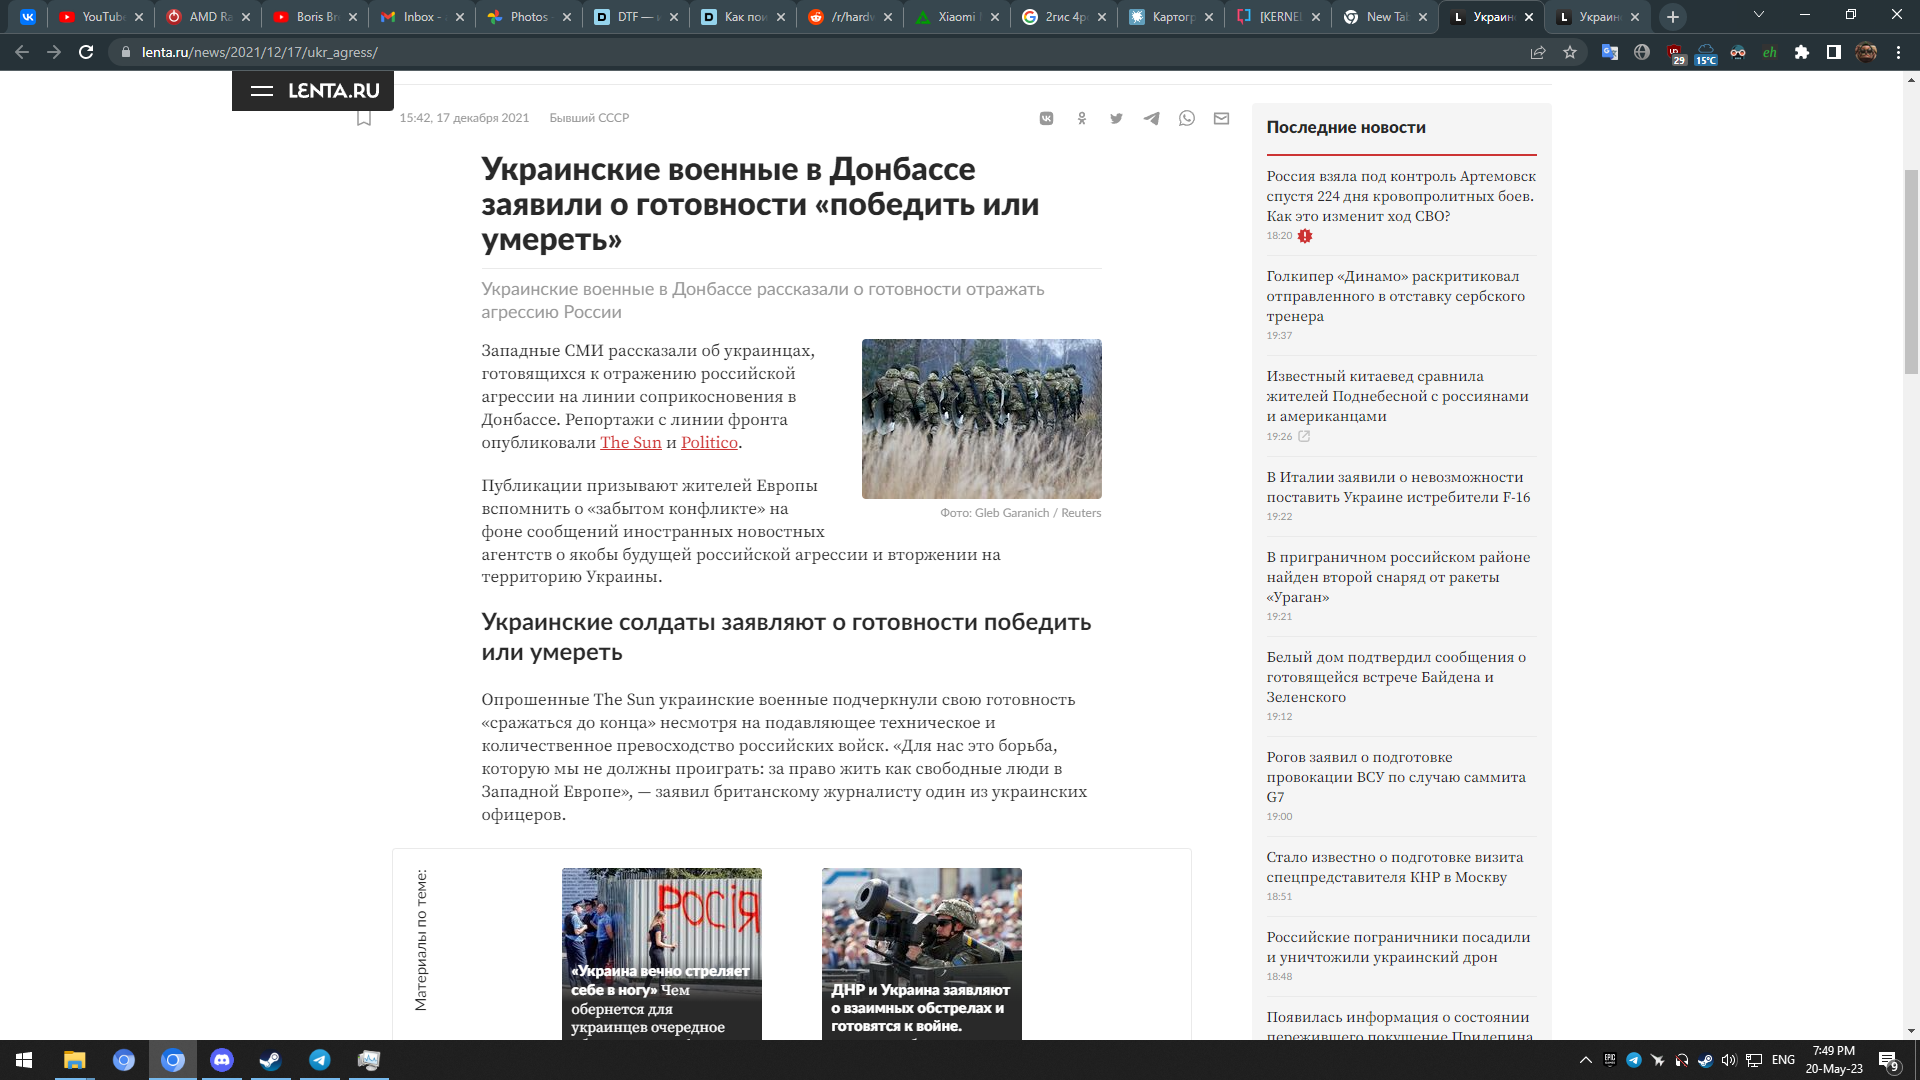 YouTube
AMD Ra
Boris Br
Inbox -
Photos
DTF —
Как пои
/r/hardw
Xiaomi
2гис
Картогр
[KERNEL
New Tab
Украин
Украин
lenta.ru/news/2021/12/17/ukr_agress/
29
15°C
eh
LENTA.RU
15:42, 17 декабря 2021
Бывший СССР
Украинские военные в Донбассе
заявили о готовности «победить или
умереть»
Украинские военные в Донбассе рассказали о готовности отражать
агрессию России
Западные СМИ рассказали об украинцах,
готовящихся к отражению российской
агрессии на линии соприкосновения в
Донбассе. Репортажи с линии фронта
опубликовали The Sun и Politico.
Фото: Gleb Garanich / Reuters
Публикации призывают жителей Европы
вспомнить о «забытом конфликте» на
фоне сообщений иностранных новостных
агентств о якобы будущей российской агрессии и вторжении на
территорию Украины.
Украинские солдаты заявляют о готовности победить
или умереть
Опрошенные The Sun украинские военные подчеркнули свою готовность
«сражаться до конца» несмотря на подавляющее техническое и
количественное превосходство российских войск. «Для нас это борьба,
которую мы не должны проиграть: за право жить как свободные люди в
Западной Европе», — заявил британскому журналисту один из украинских
офицеров.
Материалы по теме:
РОСІЯ
«Украина вечно стреляет
себе в ногу» Чем
обернется для
украинцев очередное
ДНР и Украина заявляют
о взаимных обстрелах и
готовятся к войне.
Последние новости
Россия взяла под контроль Артемовск
спустя 224 дня кровопролитных боев.
Как это изменит ход СВО?
18:20
Голкипер «Динамо» раскритиковал
отправленного в отставку сербского
тренера
19:37
Известный китаевед сравнила
жителей Поднебесной с россиянами
и американцами
19:26
В Италии заявили о невозможности
поставить Украине истребители F-16
19:22
В приграничном российском районе
найден второй снаряд от ракеты
«Ураган»
19:21
Белый дом подтвердил сообщения о
готовящейся встрече Байдена и
Зеленского
19:12
Рогов заявил о подготовке
провокации ВСУ по случаю саммита
G7
19:00
Стало известно о подготовке визита
спецпредставителя КНР в Москву
18:51
Российские пограничники посадили
и уничтожили украинский дрон
18:48
Появилась информация о состоянии
пережившего покушение Прилепина
ENG
7:49 PM
20-May-23
9